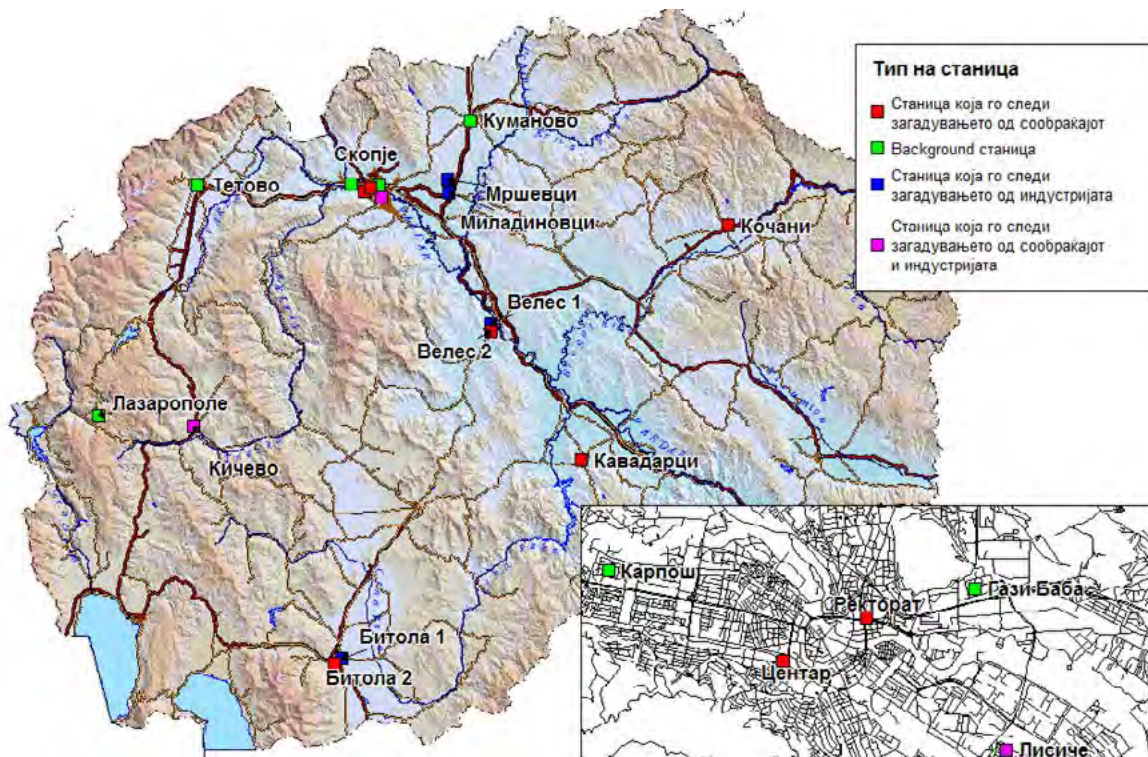 Тип на станица
Станица која го следи
загадувањето од сообраќајот
Background станица
Станица која го следи
загадувањето од индустријата
Станица која го следи
загадувањето од сообраќајот
и индустријата
Куманово
Скопје
Тетово
Мршевци
Миладиновци
Кочани
Велес 1
Велес 2
Лазарополе
Кичево
Кавадарци
VARDAR
Битола 1
Битола 2
Карпош
Гази Баба
Ректорат
Центар
Лисиче